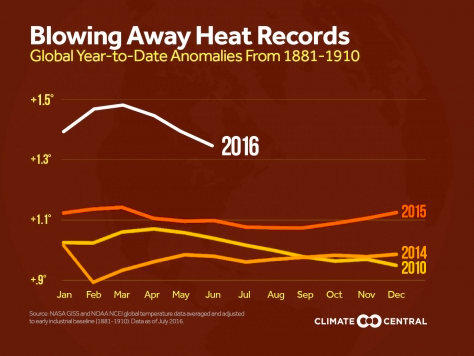 Blowing Away Heat Records
Global Year-to-Date Anomalies From 1881-1910
+1.5°
+1.3°
2016
+1.1°
2015
2014
2010
+.9°
Jan Feb Mar Apr May Jun Jul Aug Sep Oct Nov Dec
Source: NASA GISS and NOAA NCEI global temperature data averaged and adjusted
to early industrial baseline (1881-1910). Data as of July 2016.
CLIMATE CENTRAL